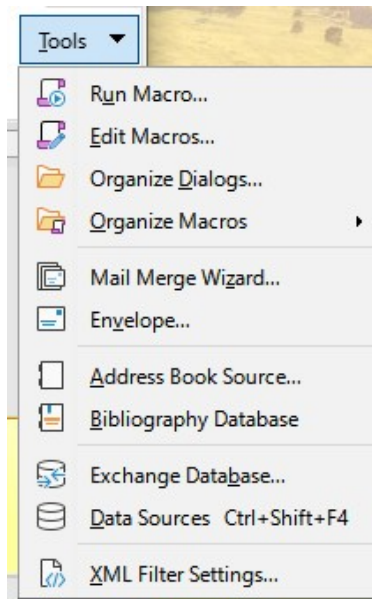 Tools
Run Macro...
Edit Macros...
Organize Dialogs...
Organize Macros
Mail Merge Wizard...
Envelope...
Address Book Source...
Bibliography Database
Exchange Database...
Data Sources Ctrl+Shift+F4
XML Filter Settings...